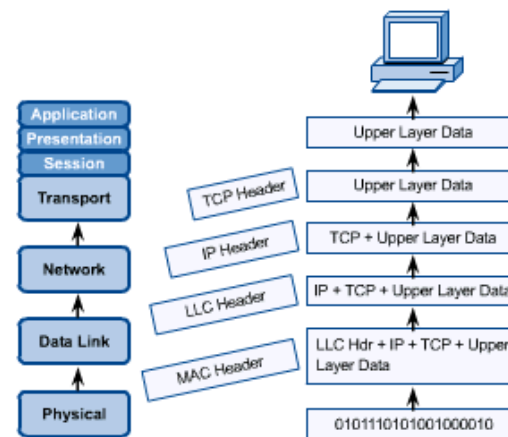 Application
Presentation
Session
Transport
Network
Data Link
Physical
TCP Header
IP Header
LLC Header
MAC Header
Upper Layer Data
Upper Layer Data
TCP + Upper Layer Data
IP + TCP + Upper Layer Data
LLC Hdr + IP + TCP + Upper
Layer Data
0101110101001000010